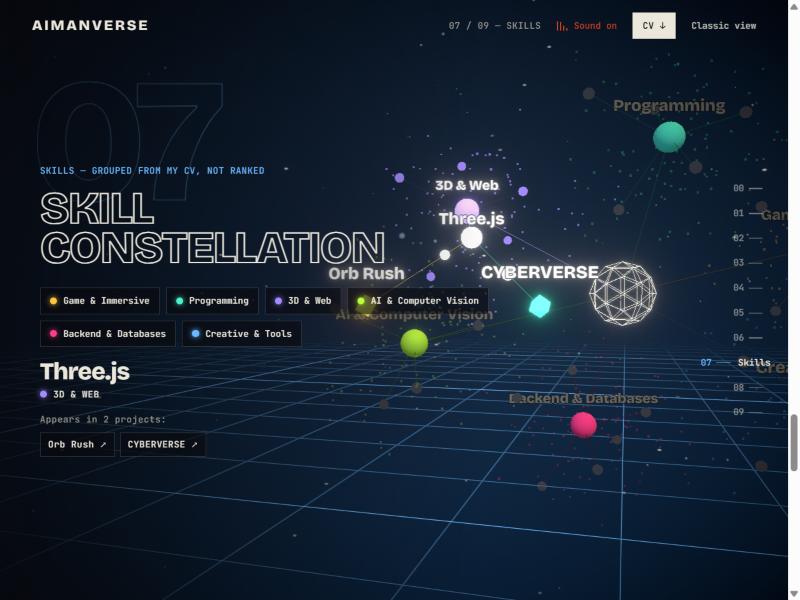 AIMANVERSE
07 / 09 — SKILLS
Sound on
CV ↓
Classic view
07
SKILLS — GROUPED FROM MY CV, NOT RANKED
SKILL
CONSTELLATION
Game & Immersive
Programming
3D & Web
AI & Computer Vision
Backend & Databases
Creative & Tools
Three.js
3D & WEB
Appears in 2 projects:
Orb Rush ↗
CYBERVERSE ↗
Programming
3D & Web
Three.js
Orb Rush
CYBERVERSE
AI & Computer Vision
Backend & Databases
00
01
02
03
04
05
06
07 Skills
08
09